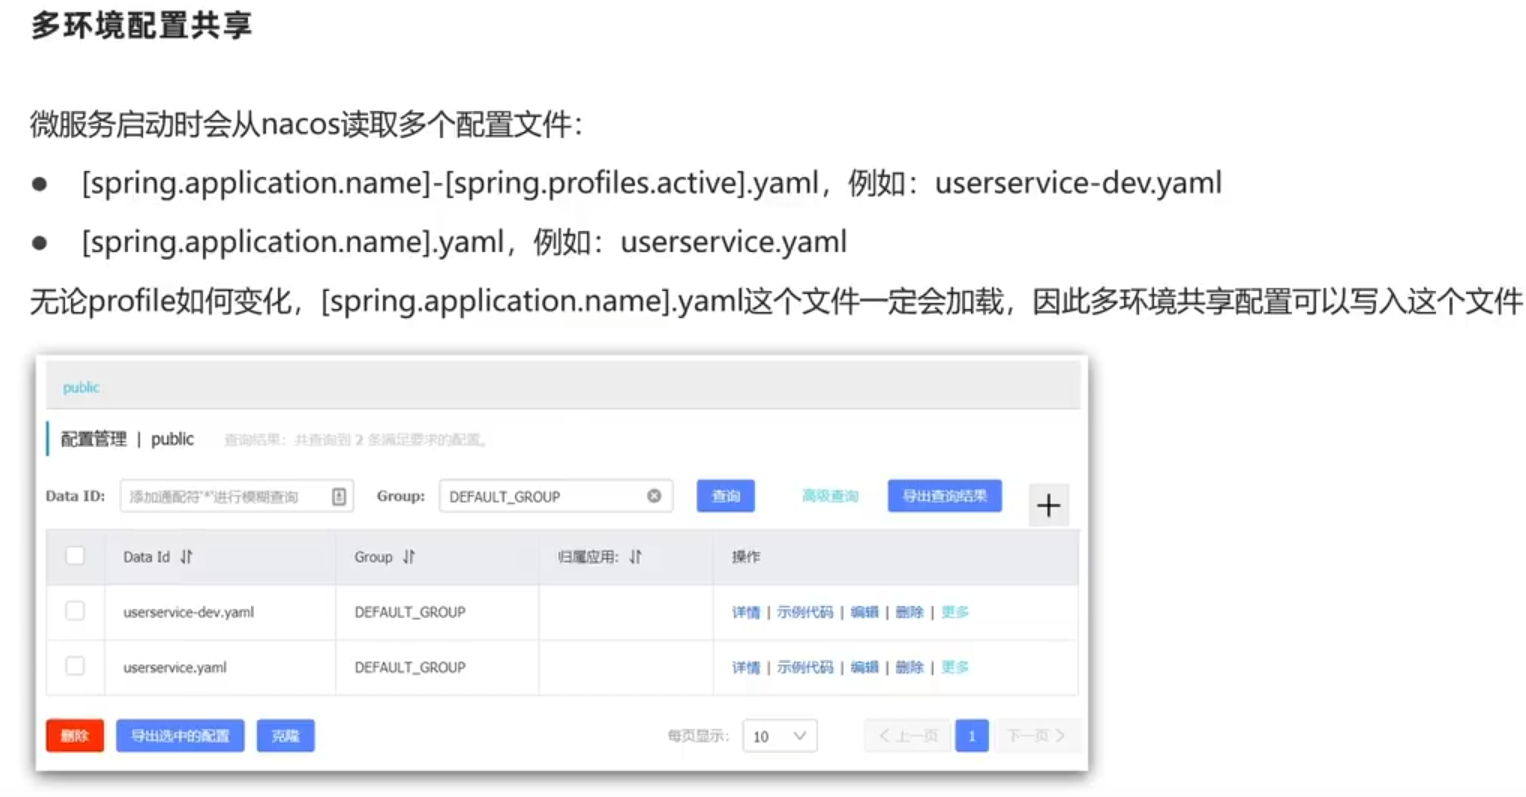 多环境配置共享
微服务启动时会从nacos读取多个配置文件：
● [spring.application.name]-[spring.profiles.active].yaml，例如：userservice-dev.yaml
● [spring.application.name].yaml，例如：userservice.yaml
无论profile如何变化，[spring.application.name].yaml这个文件一定会加载，因此多环境共享配置可以写入这个文件
public
配置管理 | public 查询结果：共查询到 2 条满足要求的配置。
Data ID: 添加通配符'*'进行模糊查询 Group: DEFAULT_GROUP 查询 高级查询 导出查询结果 +
Data Id Group 归属应用: 操作
userservice-dev.yaml DEFAULT_GROUP 详情 | 示例代码 | 编辑 | 删除 | 更多
userservice.yaml DEFAULT_GROUP 详情 | 示例代码 | 编辑 | 删除 | 更多
删除 导出选中的配置 克隆 每页显示: 10 < 上一页 1 下一页 >